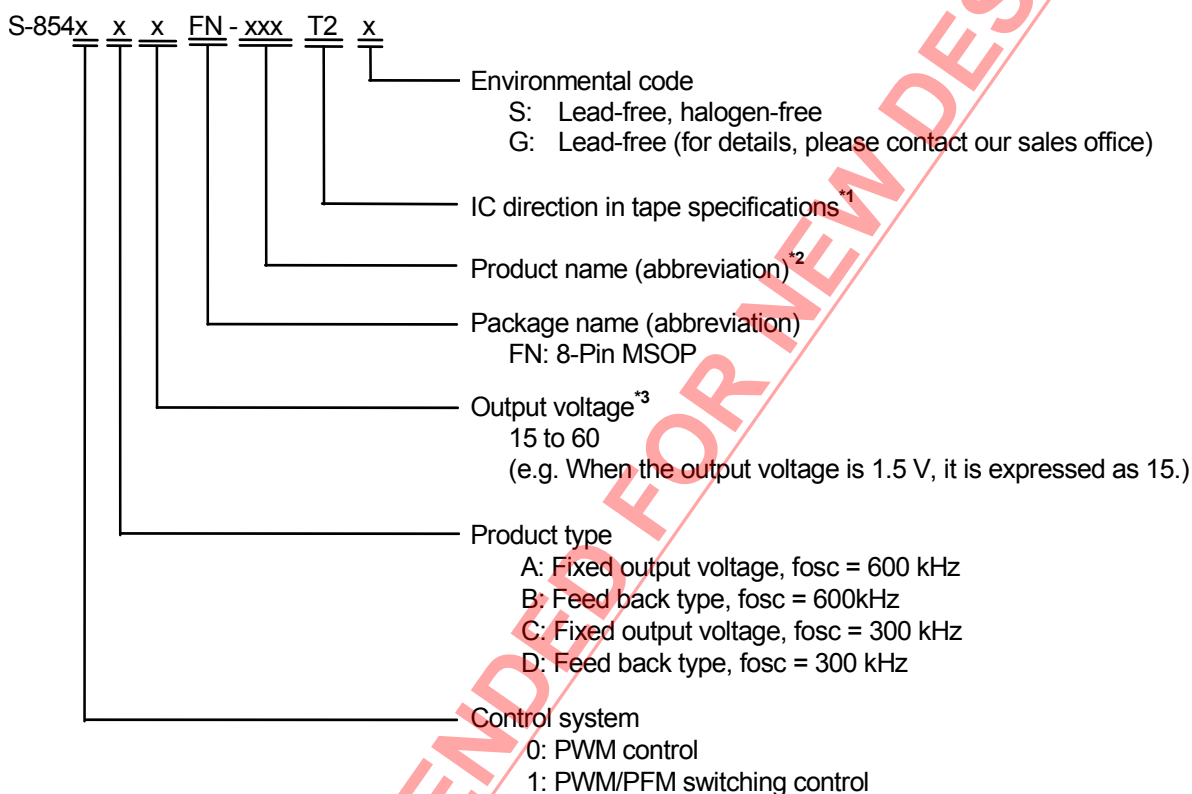 S-854x x x FN - xxx T2 x
Environmental code
S: Lead-free, halogen-free
G: Lead-free (for details, please contact our sales office)
IC direction in tape specifications*1
Product name (abbreviation)*2
Package name (abbreviation)
FN: 8-Pin MSOP
Output voltage*3
15 to 60
(e.g. When the output voltage is 1.5 V, it is expressed as 15.)
Product type
A: Fixed output voltage, fosc = 600 kHz
B: Feed back type, fosc = 600kHz
C: Fixed output voltage, fosc = 300 kHz
D: Feed back type, fosc = 300 kHz
Control system
0: PWM control
1: PWM/PFM switching control
ENDED FOR NEW DES